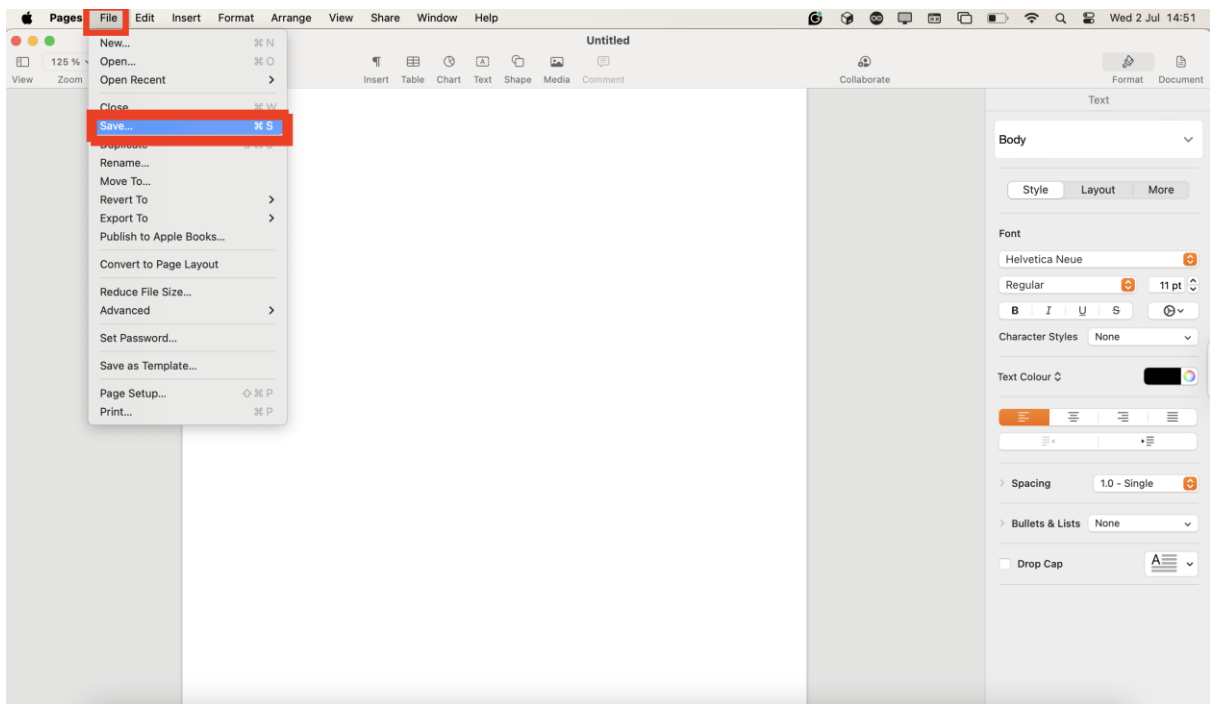 Pages File Edit Insert Format Arrange View Share Window Help Wed 2 Jul 14:51
Untitled
125 %
View Zoom Insert Table Chart Text Shape Media Comment Collaborate Format Document
New... ⌘ N
Open... ⌘ O
Open Recent
Close ⌘ W
Save... ⌘ S
Duplicate
Rename...
Move To...
Revert To
Export To
Publish to Apple Books...
Convert to Page Layout
Reduce File Size...
Advanced
Set Password...
Save as Template...
Page Setup... ⇧ ⌘ P
Print... ⌘ P
Text
Body
Style Layout More
Font
Helvetica Neue
Regular 11 pt
B I U S
Character Styles None
Text Colour
Spacing 1.0 - Single
Bullets & Lists None
Drop Cap A